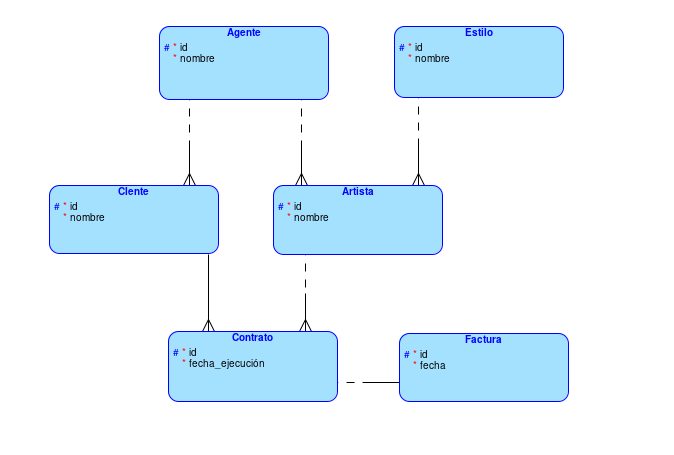 Agente
# * id
* nombre
Estilo
# * id
* nombre
Clente
# * id
* nombre
Artista
# * id
* nombre
Contrato
# * id
* fecha_ejecución
Factura
# * id
* fecha